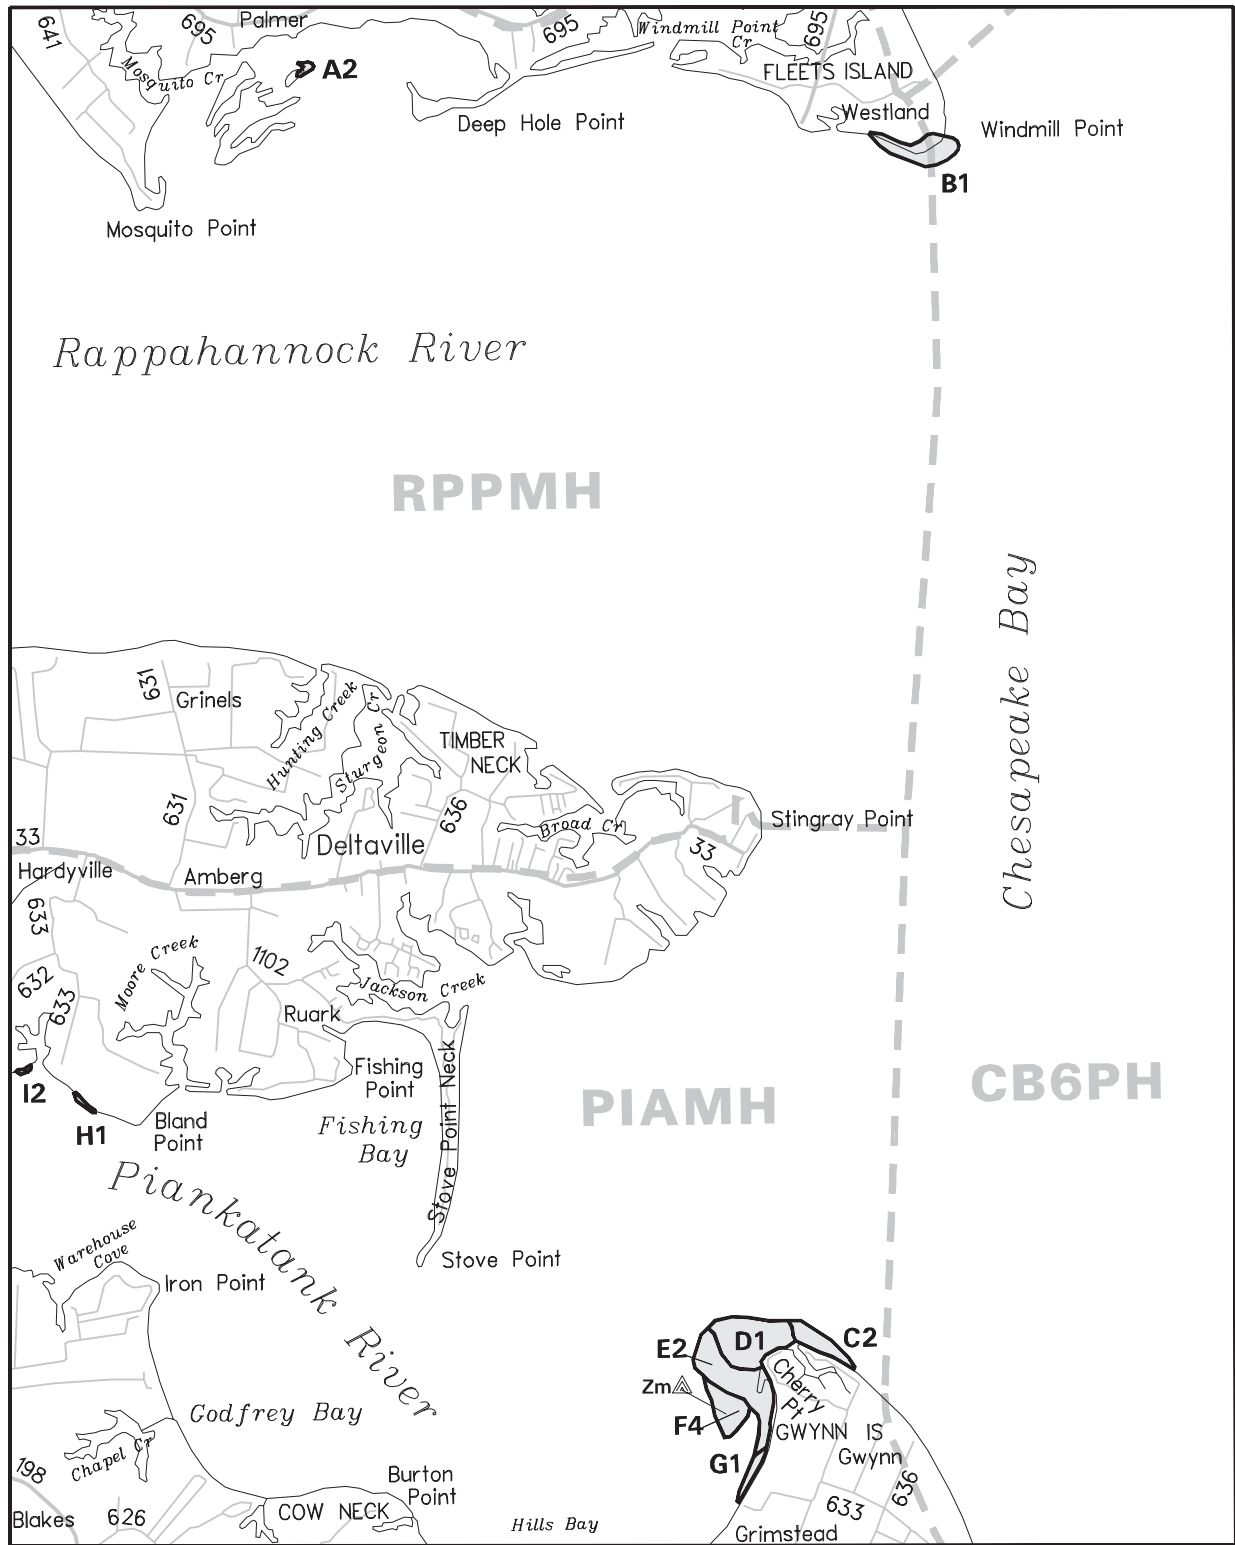 641
695
Palmer
695
Windmill Point
Cr
695
Mosquito Cr
A2
FLEETS ISLAND
Westland
Deep Hole Point
Windmill Point
B1
Mosquito Point
Rappahannock River
RPPMH
Chesapeake Bay
631
Grinels
Hunting Creek
Sturgeon Cr
TIMBER
NECK
631
636
Broad Cr
Stingray Point
33
Deltaville
33
Hardyville
Amberg
633
Moore Creek
1102
632
633
Jackson Creek
Ruark
Fishing
Point
Stove Point Neck
I2
H1
Bland
Point
Fishing
Bay
PIAMH
CB6PH
Piankatank River
Warehouse
Cove
Iron Point
Stove Point
E2
D1
C2
Zm
Cherry
Pt
F4
GWYNN IS
G1
Gwynn
Godfrey Bay
Chapel Cr
198
Burton
Point
636
Blakes
626
COW NECK
Hills Bay
633
Grimstead